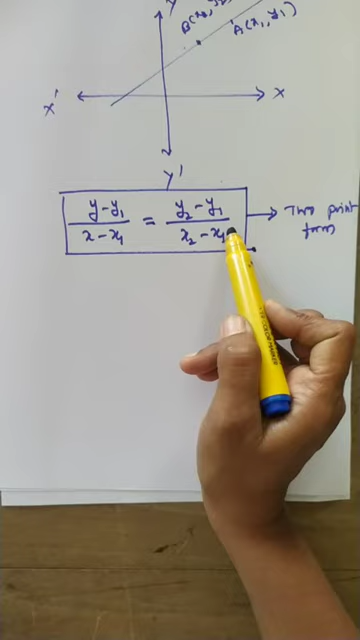 y
B(x₂, y₂)
A(x₁, y₁)
x' x
y'
y-y₁/x-x₁ = y₂-y₁/x₂-x₁ → Two point form